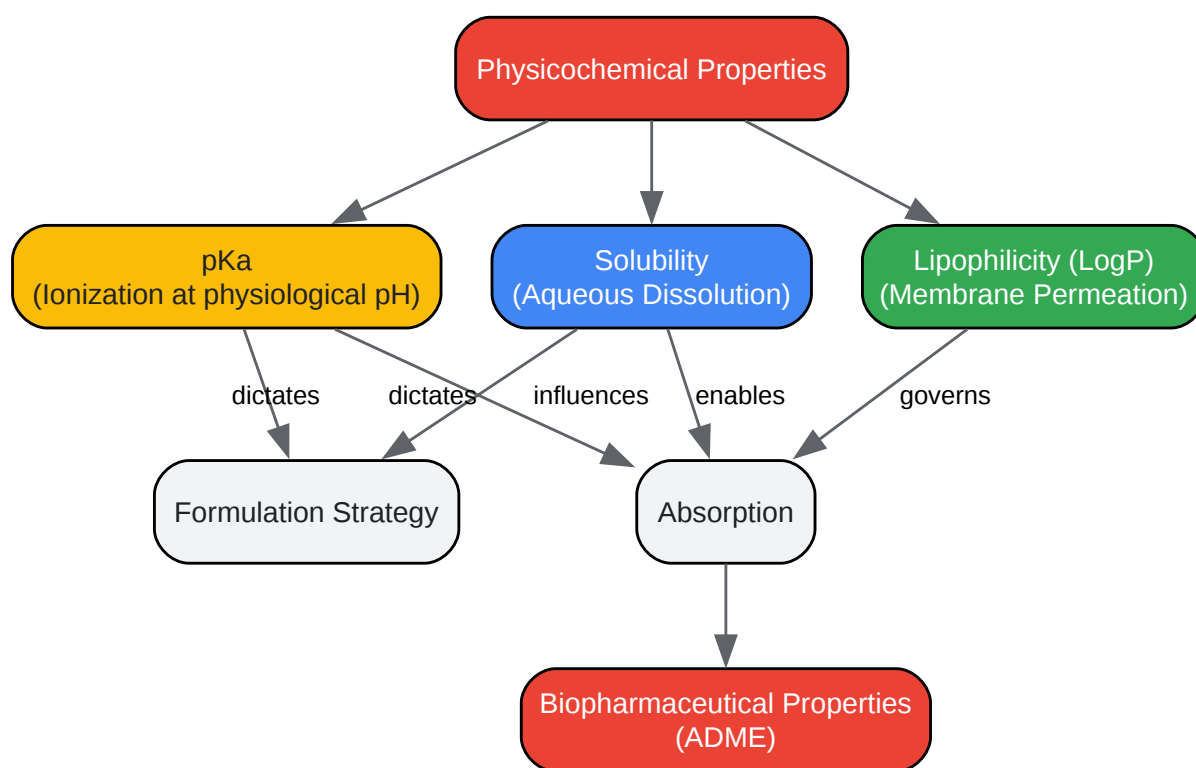 Physicochemical Properties
pKa
(Ionization at physiological pH)
Solubility
(Aqueous Dissolution)
Lipophilicity (LogP)
(Membrane Permeation)
dictates
dictates
influences
enables
governs
Formulation Strategy
Absorption
Biopharmaceutical Properties
(ADME)